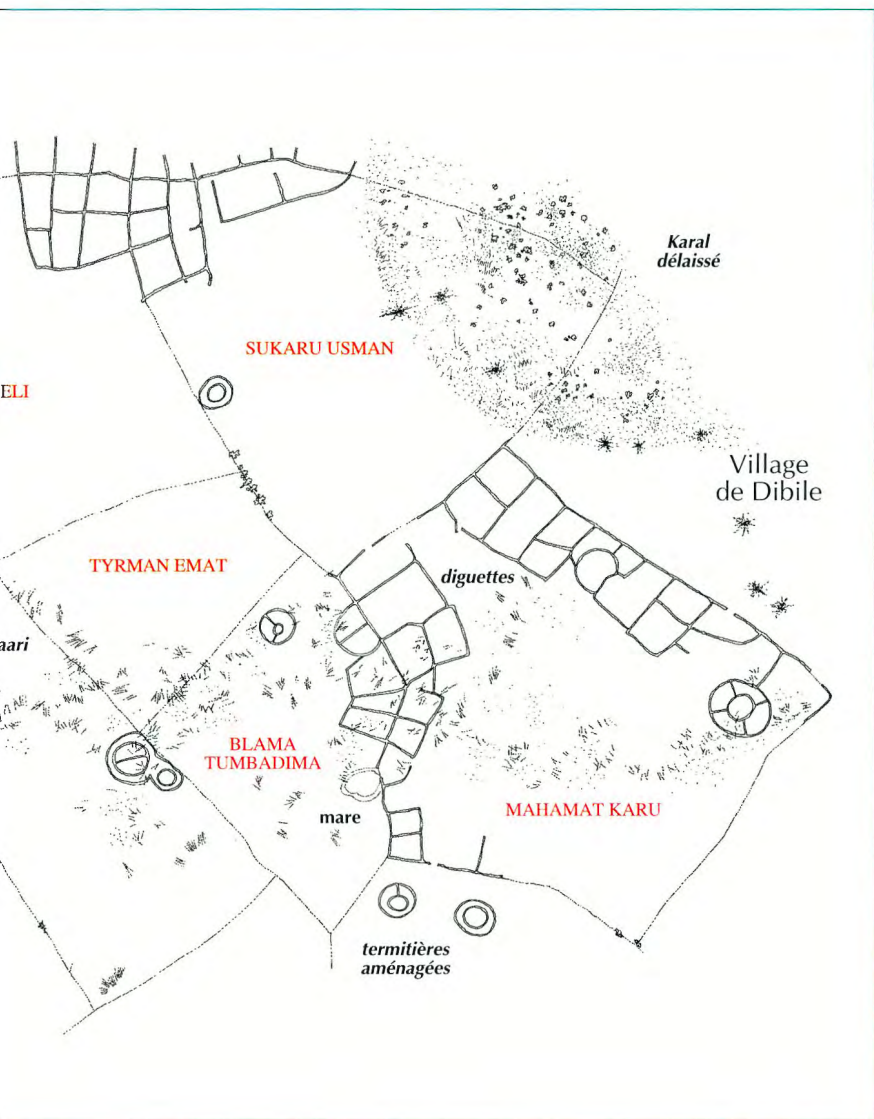 Karal
délaissé
SUKARU USMAN
ELI
Village
de Dibile
TYRMAN EMAT
diguettes
aari
BLAMA
TUMBADIMA
mare
MAHAMAT KARU
termitières
aménagées